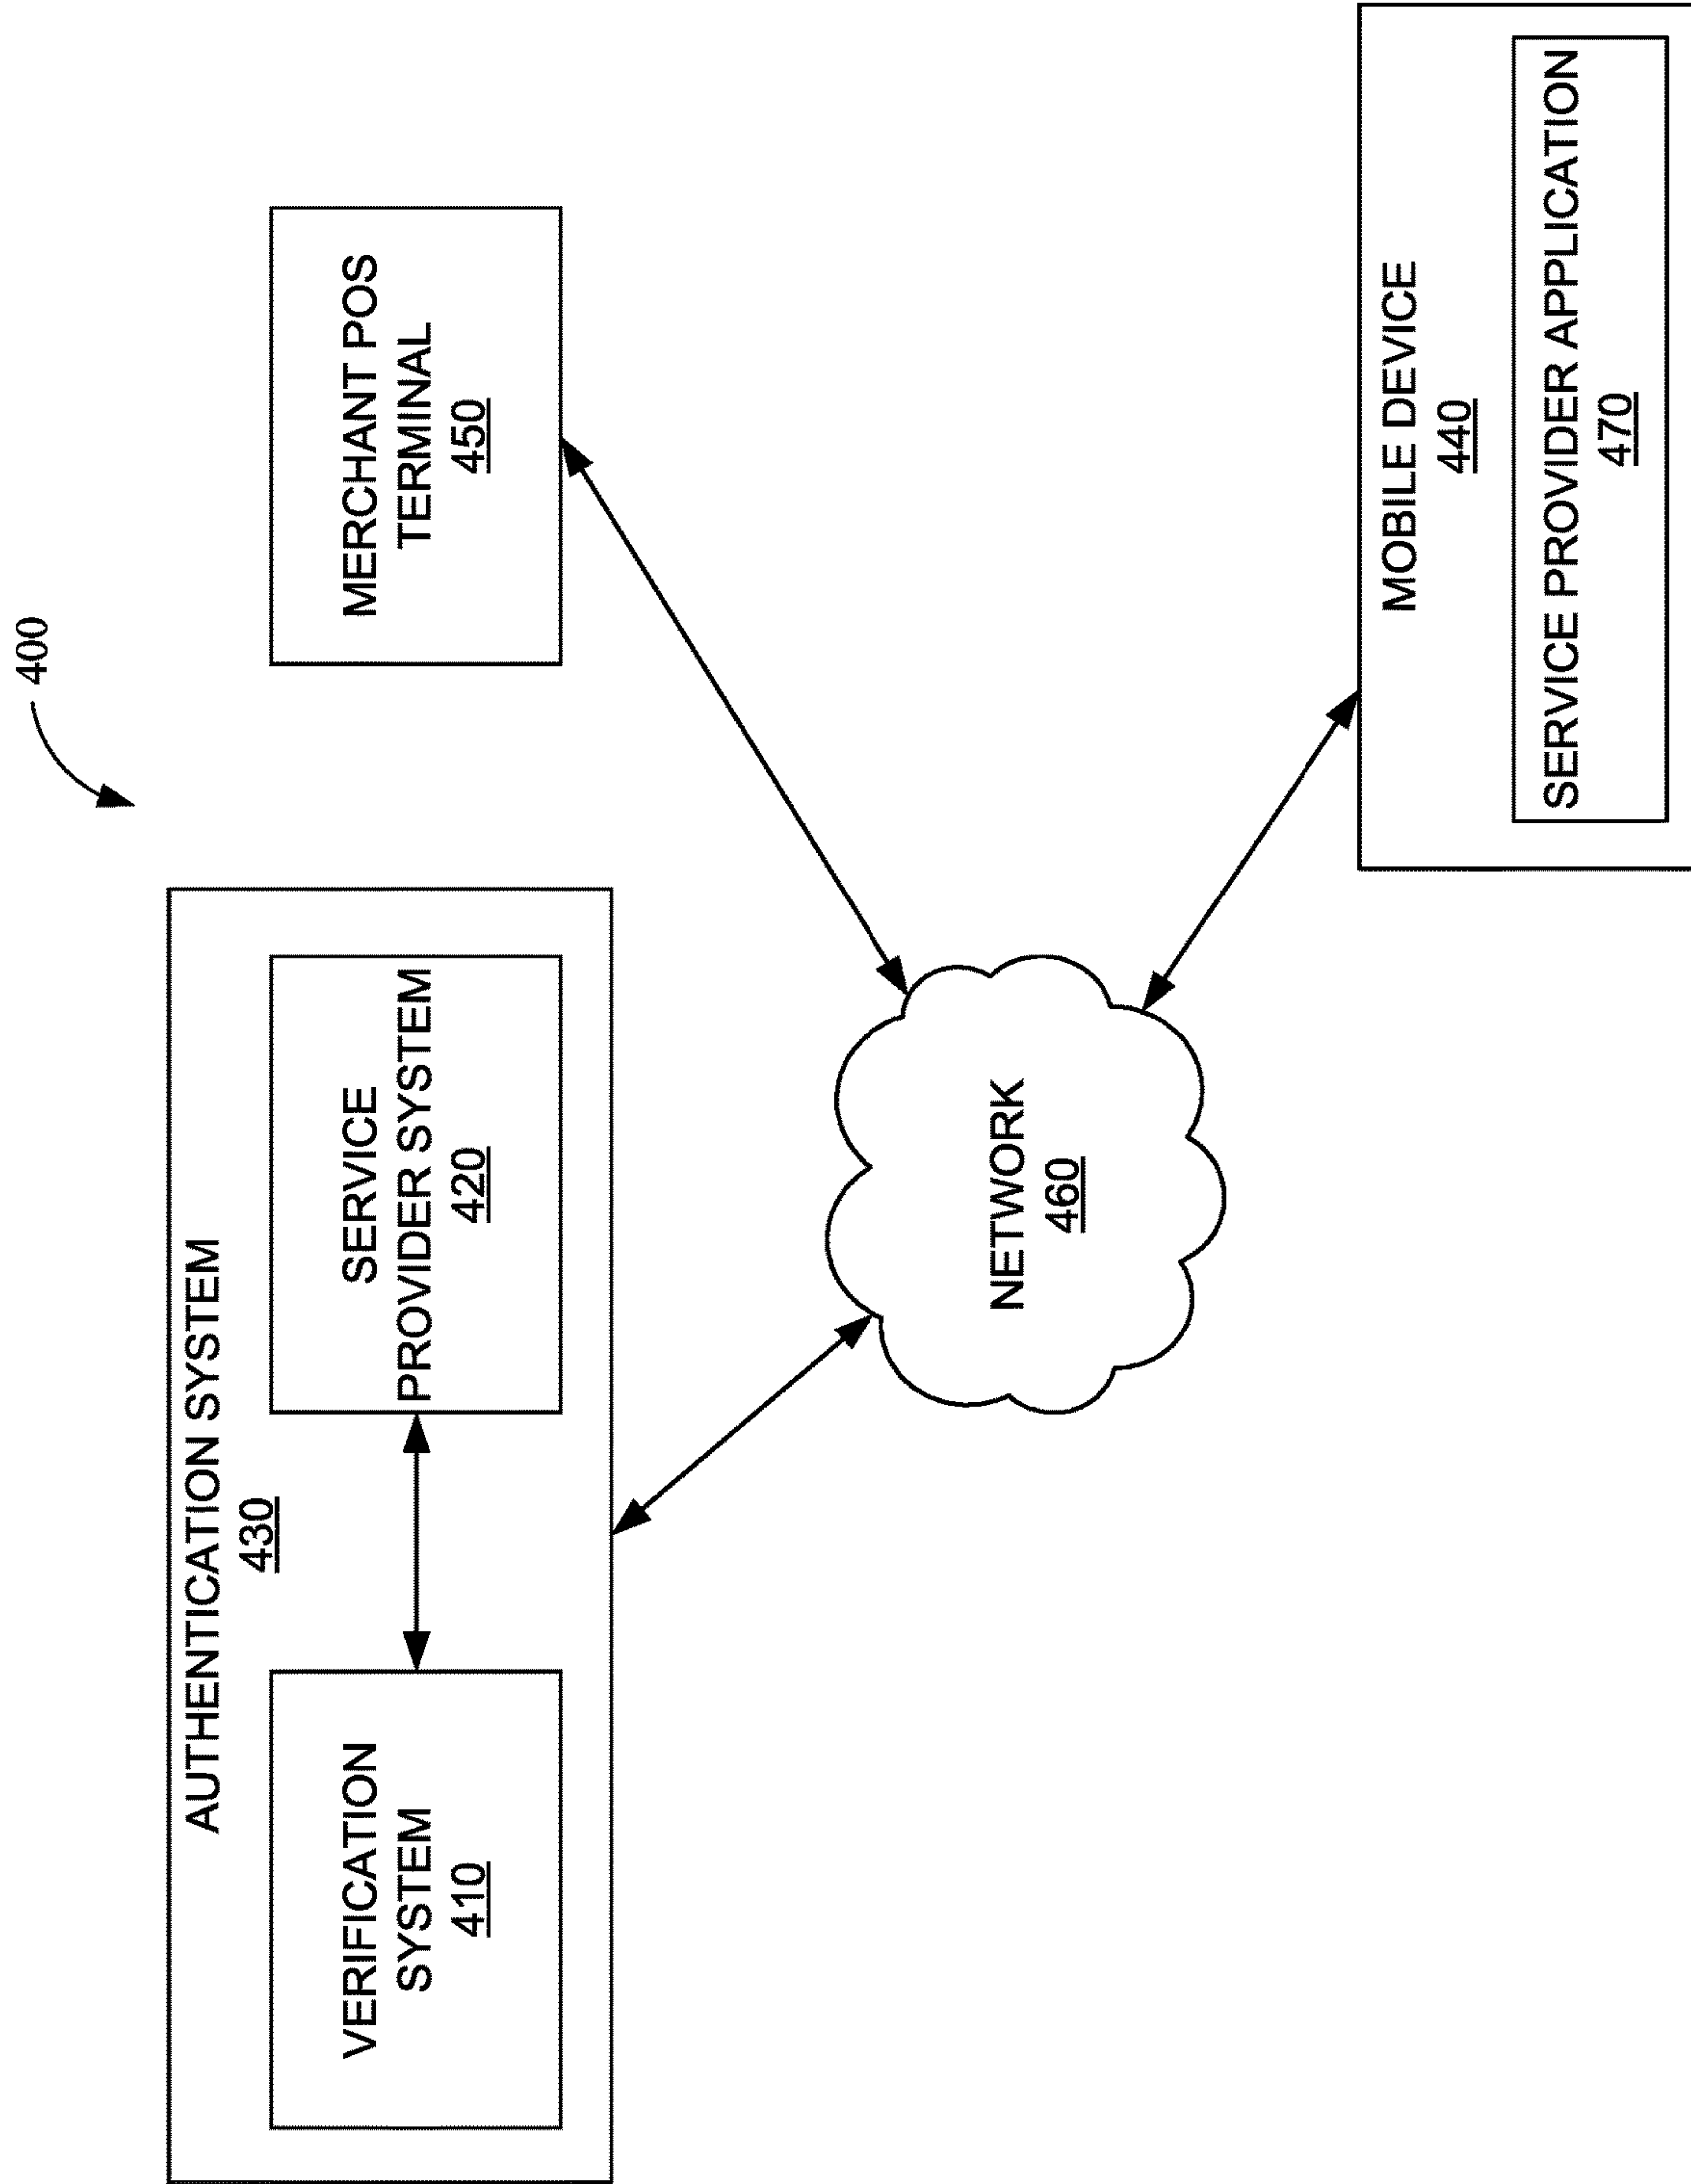 400
AUTHENTICATION SYSTEM
430
VERIFICATION
SYSTEM
410
SERVICE
PROVIDER SYSTEM
420
MERCHANT POS
TERMINAL
450
NETWORK
460
MOBILE DEVICE
440
SERVICE PROVIDER APPLICATION
470